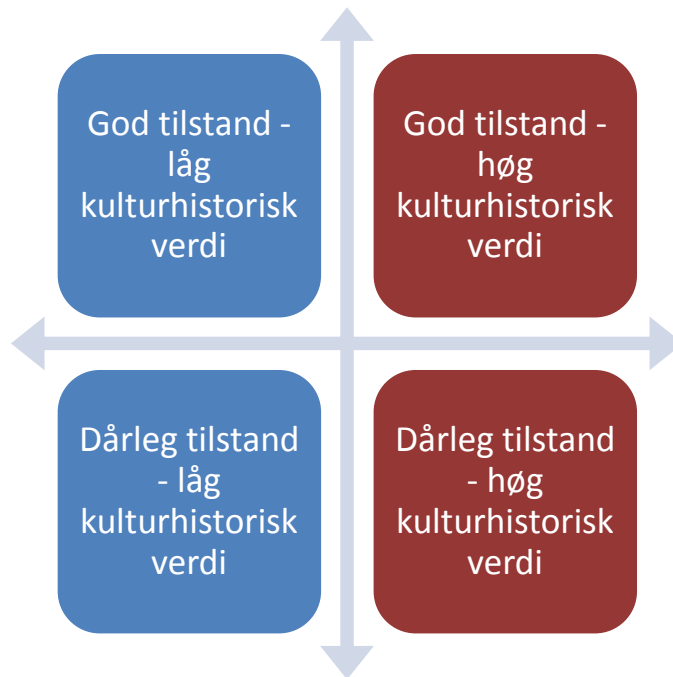 God tilstand -
låg
kulturhistorisk
verdi
God tilstand -
høg
kulturhistorisk
verdi
Dårleg tilstand
- låg
kulturhistorisk
verdi
Dårleg tilstand
- høg
kulturhistorisk
verdi